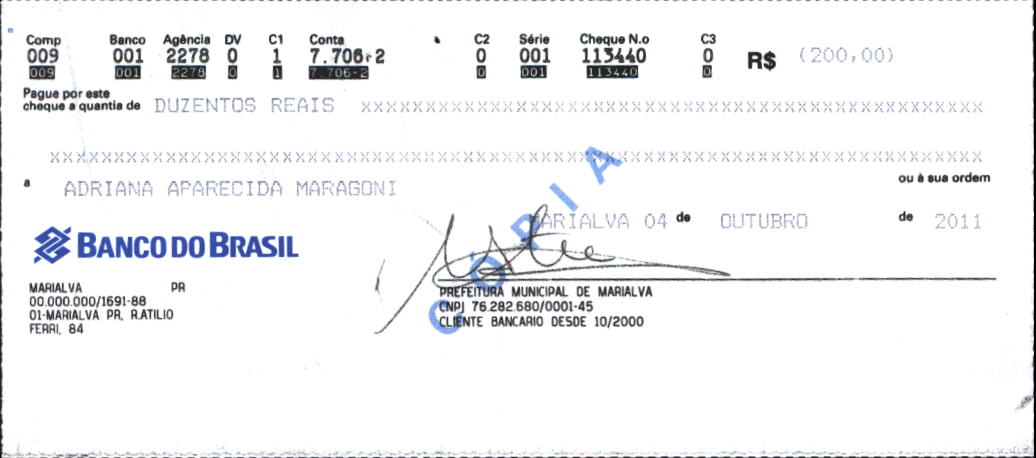 Comp Banco Agência DV C1 Conta C2 Série Cheque N.o C3
009 001 2278 0 1 7.706-2 0 001 113440 0 R$ (200,00)
009 001 2278 0 1 7.706-2 0 001 113440 0
Pague por este
cheque a quantia de DUZENTOS REAIS XXXXXXXXXXXXXXXXXXXXXXXXXXXXXXXXXXXXXXXXXXXXXXXXXXXXXX
XXXXXXXXXXXXXXXXXXXXXXXXXXXXXXXXXXXXXXXXXXXXXXXXXXXXXXXXXXXXXXXXXXXXXXXXXXXXXXXX
a ADRIANA APARECIDA MARAGONI ou à sua ordem
MARIALVA 04 de OUTUBRO de 2011
CÓPIA
BANCO DO BRASIL
MARIALVA PR
00.000.000/1691-88
01-MARIALVA PR, R.ATILIO
FERRI, 84
PREFEITURA MUNICIPAL DE MARIALVA
CNPJ 76.282.680/0001-45
CLIENTE BANCARIO DESDE 10/2000